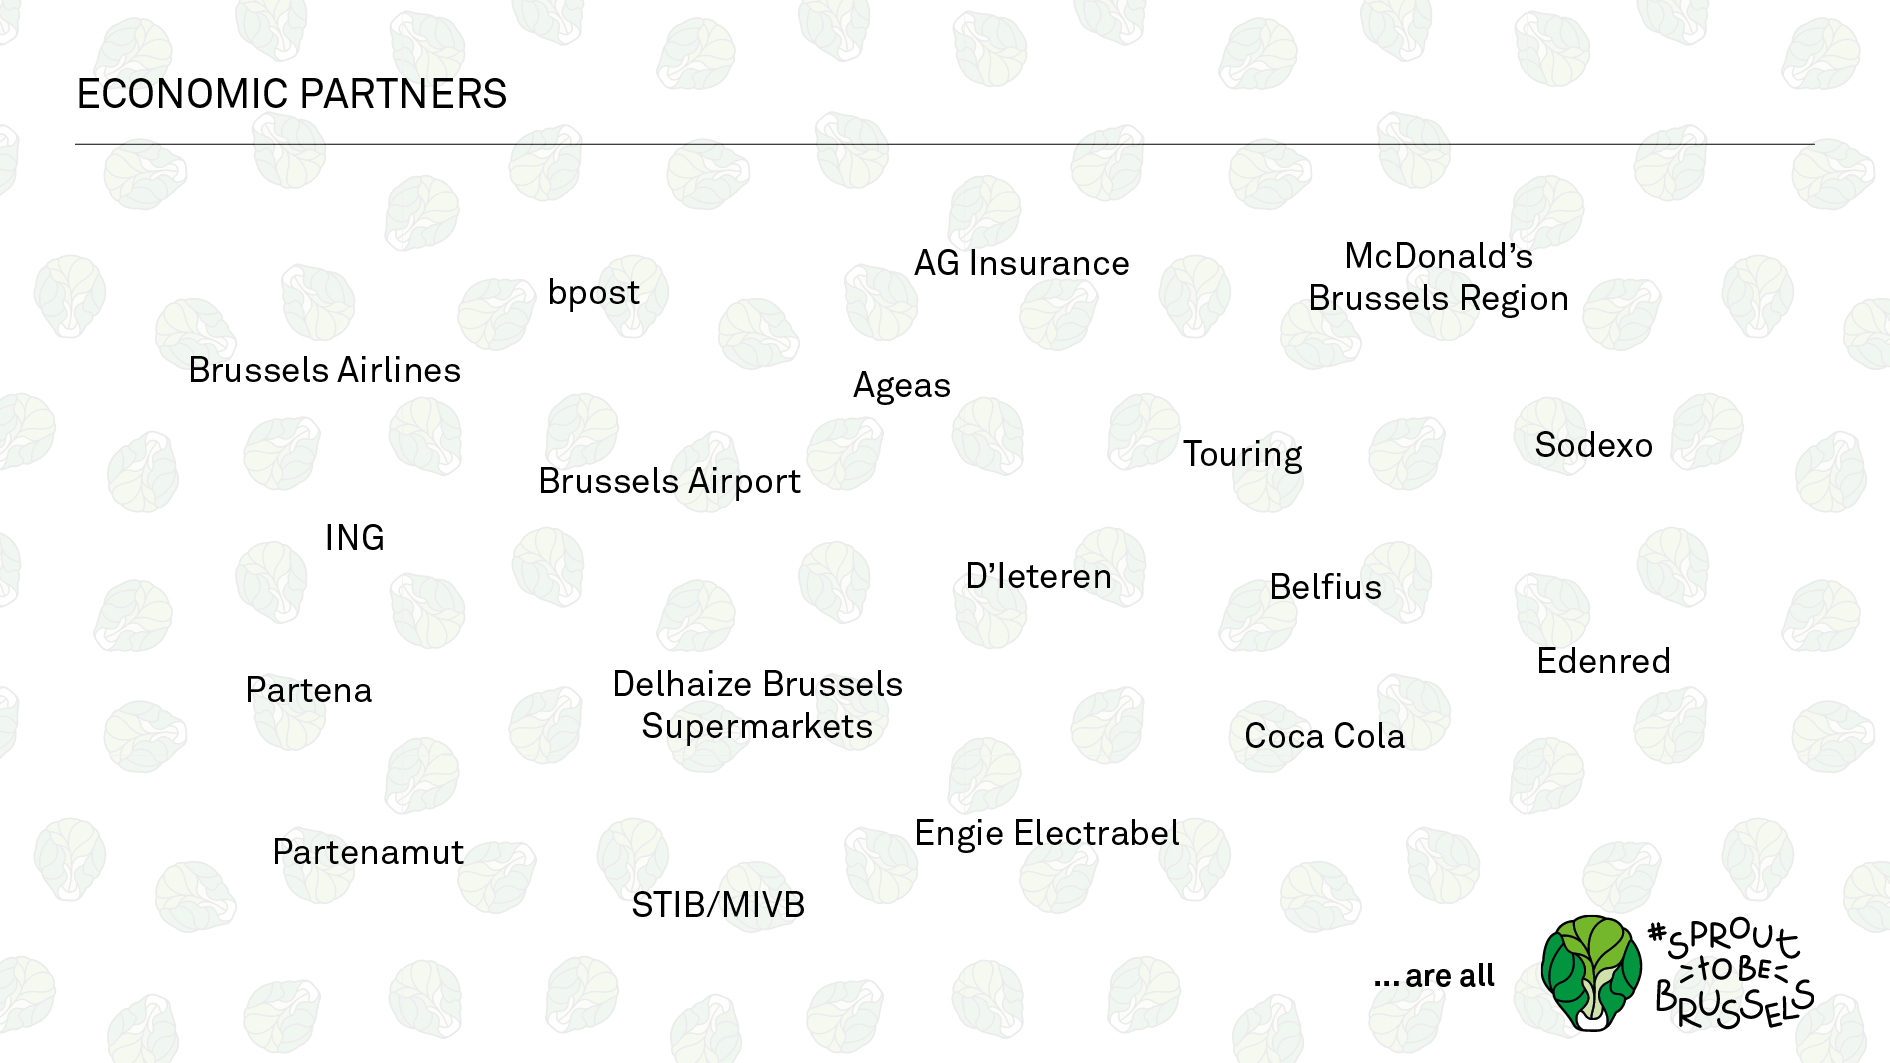 ECONOMIC PARTNERS
AG Insurance
McDonald’s
Brussels Region
bpost
Brussels Airlines
Ageas
Touring
Sodexo
Brussels Airport
ING
D’Ieteren
Belfius
Edenred
Partena
Delhaize Brussels
Supermarkets
Coca Cola
Engie Electrabel
Partenamut
STIB/MIVB
... are all
#SPROUT
TO BE
BRUSSELS